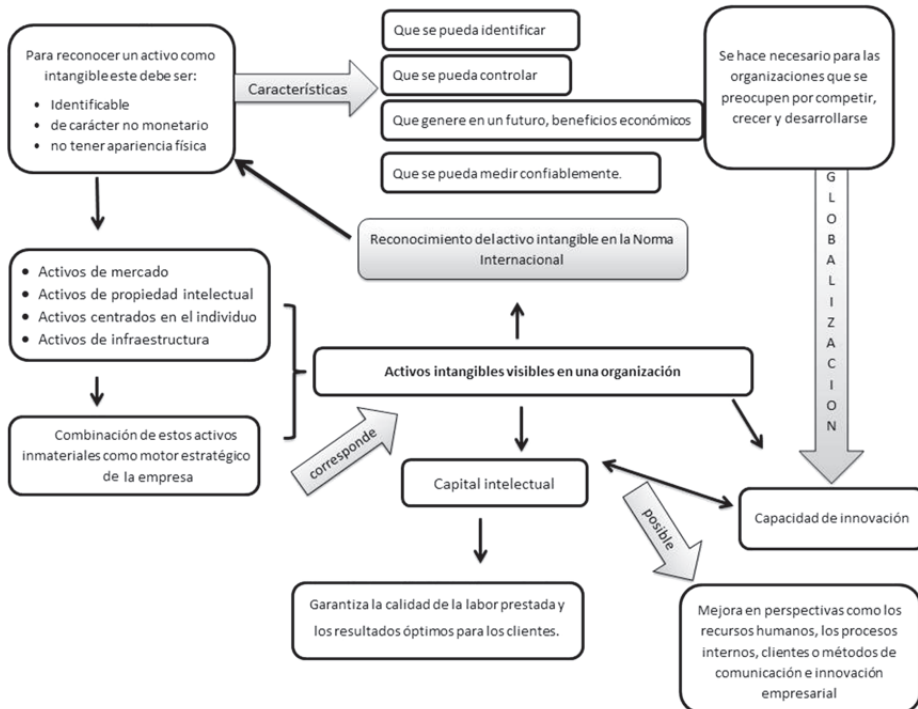 Para reconocer un activo como
intangible este debe ser:
• Identificable
• de carácter no monetario
• no tener apariencia física
Características
Que se pueda identificar
Que se pueda controlar
Que genere en un futuro, beneficios económicos
Que se pueda medir confiablemente.
Se hace necesario para las
organizaciones que se
preocupen por competir,
crecer y desarrollarse
GLOBALIZACION
Reconocimiento del activo intangible en la Norma
Internacional
• Activos de mercado
• Activos de propiedad intelectual
• Activos centrados en el individuo
• Activos de infraestructura
Activos intangibles visibles en una organización
Combinación de estos activos
inmateriales como motor estratégico
de la empresa
corresponde
Capital intelectual
posible
Capacidad de innovación
Garantiza la calidad de la labor prestada y
los resultados óptimos para los clientes.
Mejora en perspectivas como los
recursos humanos, los procesos
internos, clientes o métodos de
comunicación e innovación
empresarial